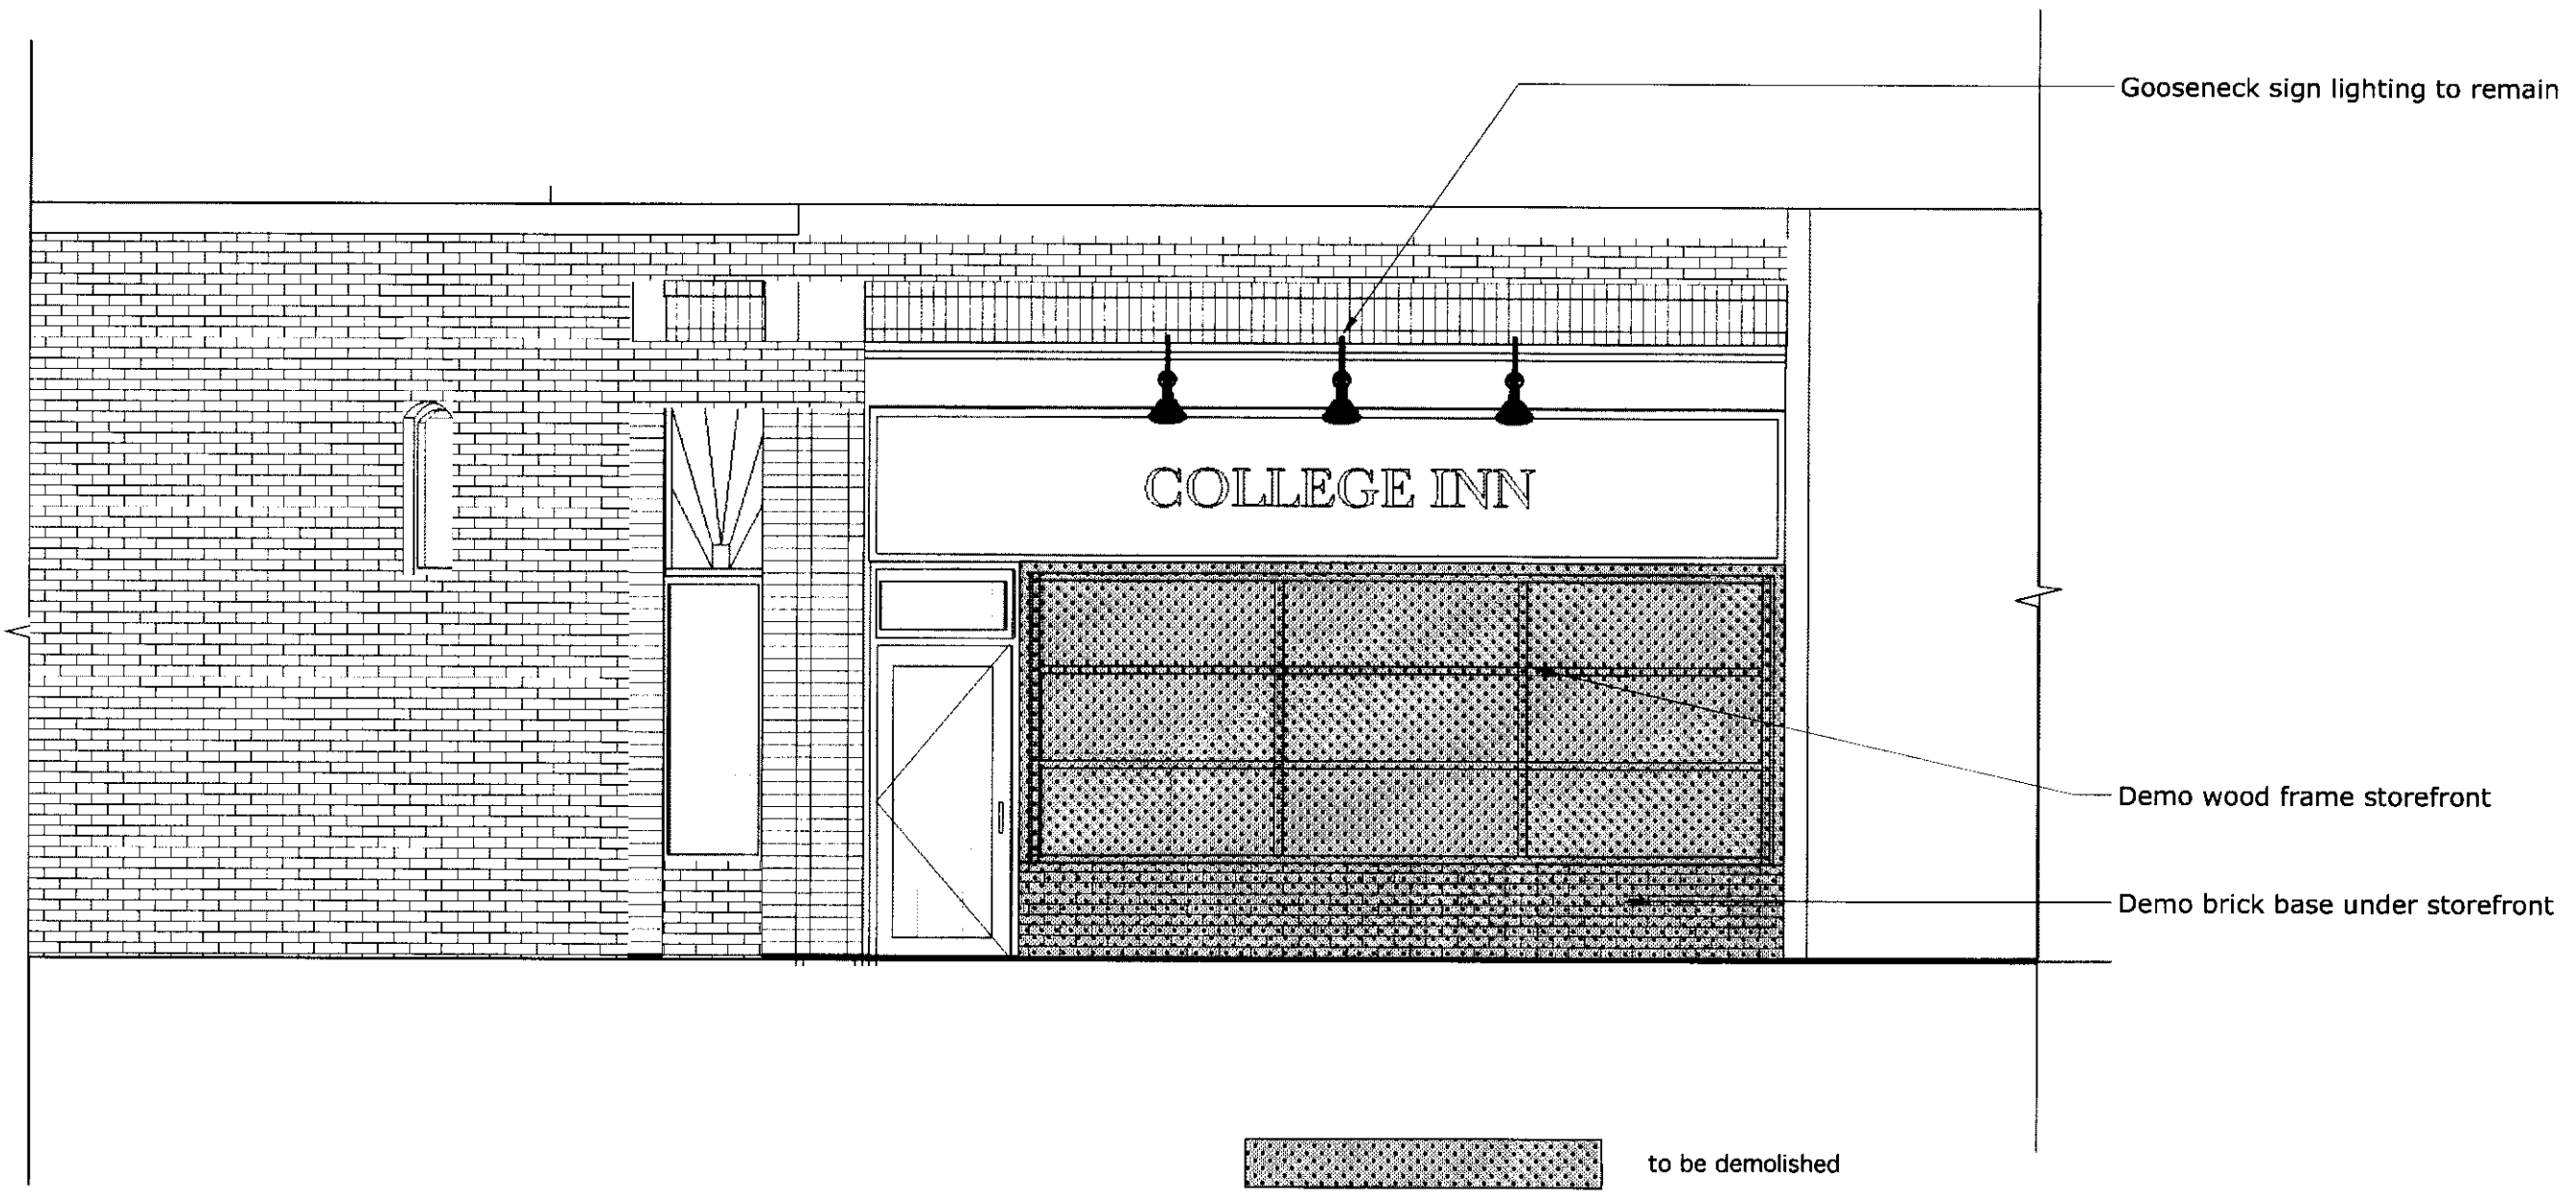 Gooseneck sign lighting to remain
COLLEGE INN
Demo wood frame storefront
Demo brick base under storefront
to be demolished